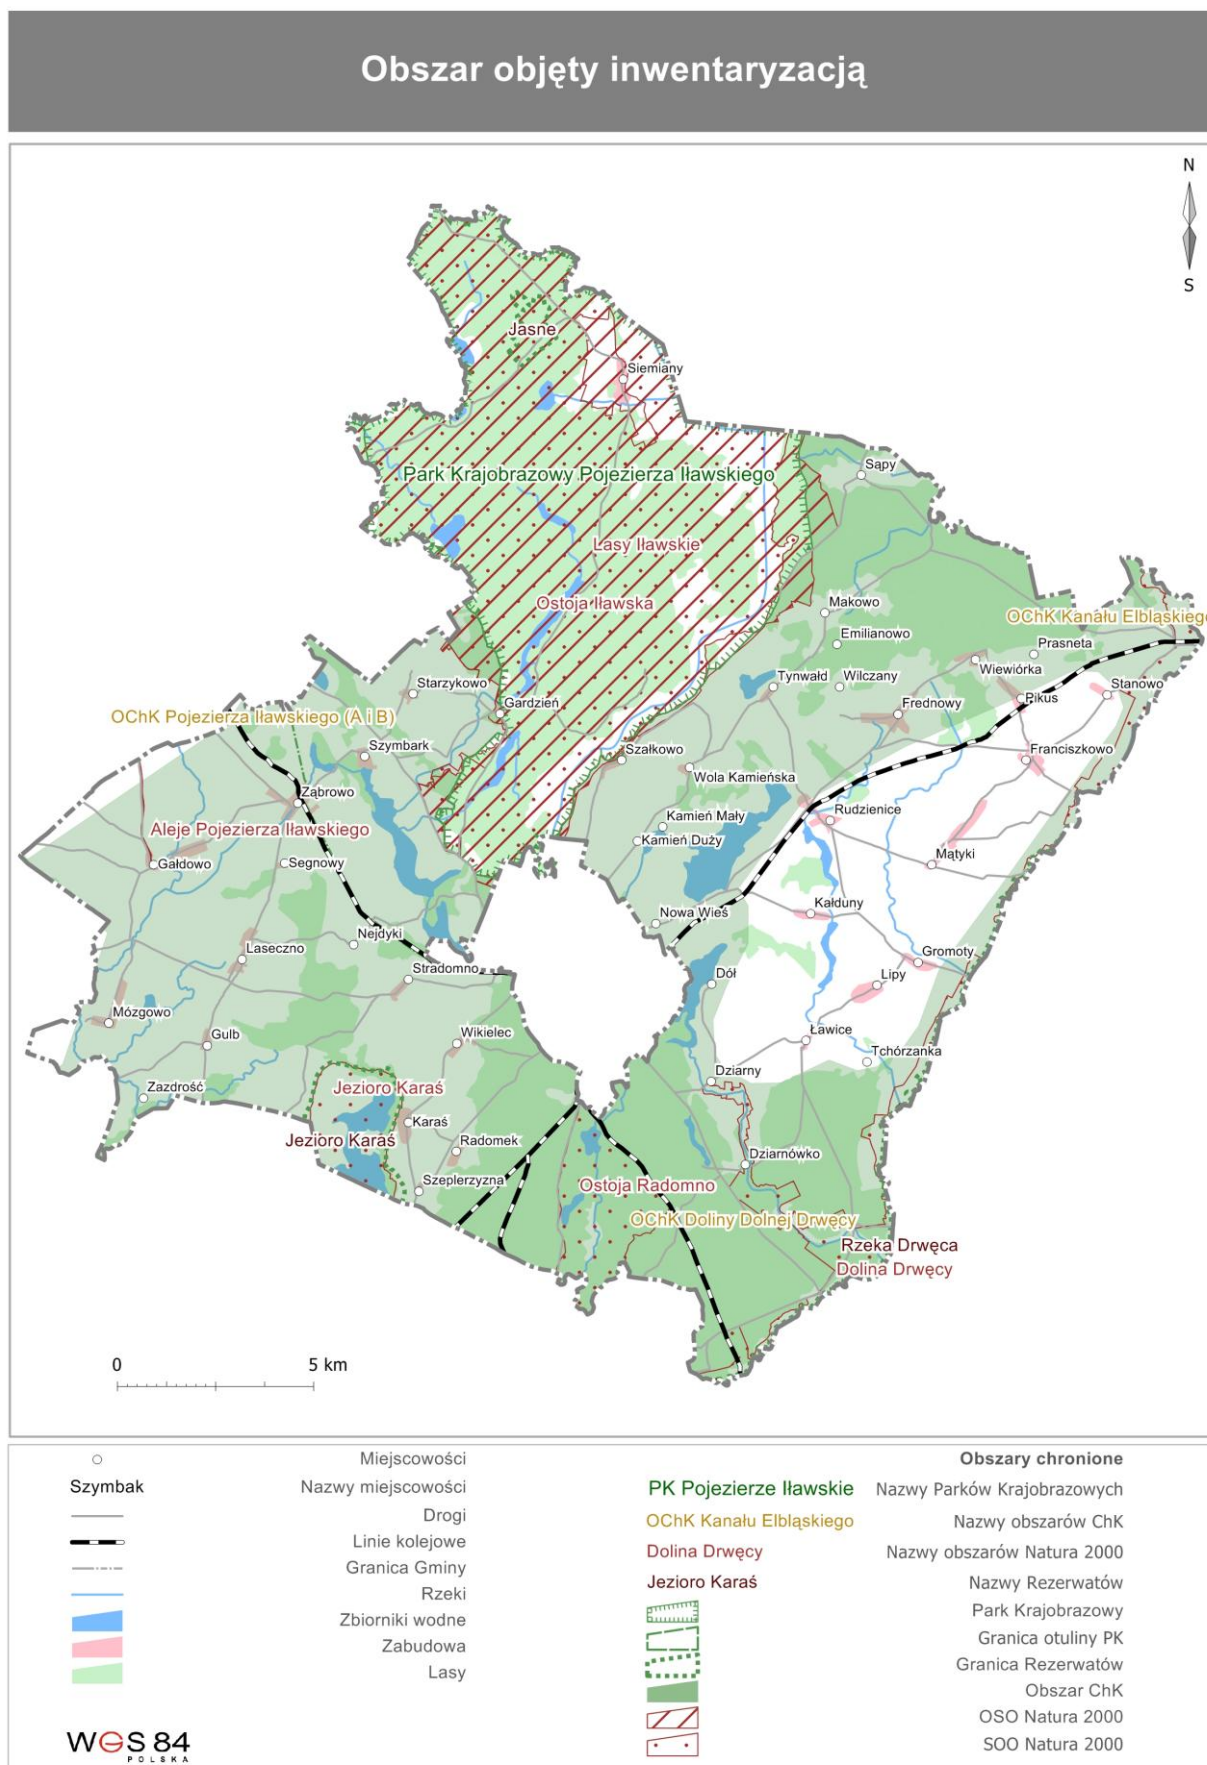 Obszar objęty inwentaryzacją
N
S
Jasne
Siemiany
Park Krajobrazowy Pojezierza Iławskiego
Sąpy
Lasy Iławskie
Ostoja Iławska
Makowo
OChK Kanału Elbląskiego
Emilianowo
Prasneta
Wiewiórka
Starzykowo
Gardzień
Tynwałd
Wilczany
Stanowo
Pikus
Frednowy
OChK Pojezierza Iławskiego (A i B)
Szymbark
Szałkowo
Franciszkowo
Wola Kamieńska
Ząbrowo
Rudzienice
Aleje Pojezierza Iławskiego
Kamień Mały
Kamień Duży
Gałdowo
Segnowy
Mątyki
Kałduny
Nowa Wieś
Nejdyki
Laseczno
Gromoty
Stradomno
Dół
Lipy
Mózgowo
Gulb
Wikielec
Ławice
Tchórzanka
Dziarny
Zazdrość
Jezioro Karaś
Karaś
Jezioro Karaś
Radomek
Dziarnówko
Szeplerzyzna
Ostoja Radomno
OChK Doliny Dolnej Drwęcy
Rzeka Drwęca
Dolina Drwęcy
0 5 km
Miejscowości
Szymbak Nazwy miejscowości
Drogi
Linie kolejowe
Granica Gminy
Rzeki
Zbiorniki wodne
Zabudowa
Lasy
WGS 84
POLSKA
Obszary chronione
PK Pojezierze Iławskie Nazwy Parków Krajobrazowych
OChK Kanału Elbląskiego Nazwy obszarów ChK
Dolina Drwęcy Nazwy obszarów Natura 2000
Jezioro Karaś Nazwy Rezerwatów
Park Krajobrazowy
Granica otuliny PK
Granica Rezerwatów
Obszar ChK
OSO Natura 2000
SOO Natura 2000